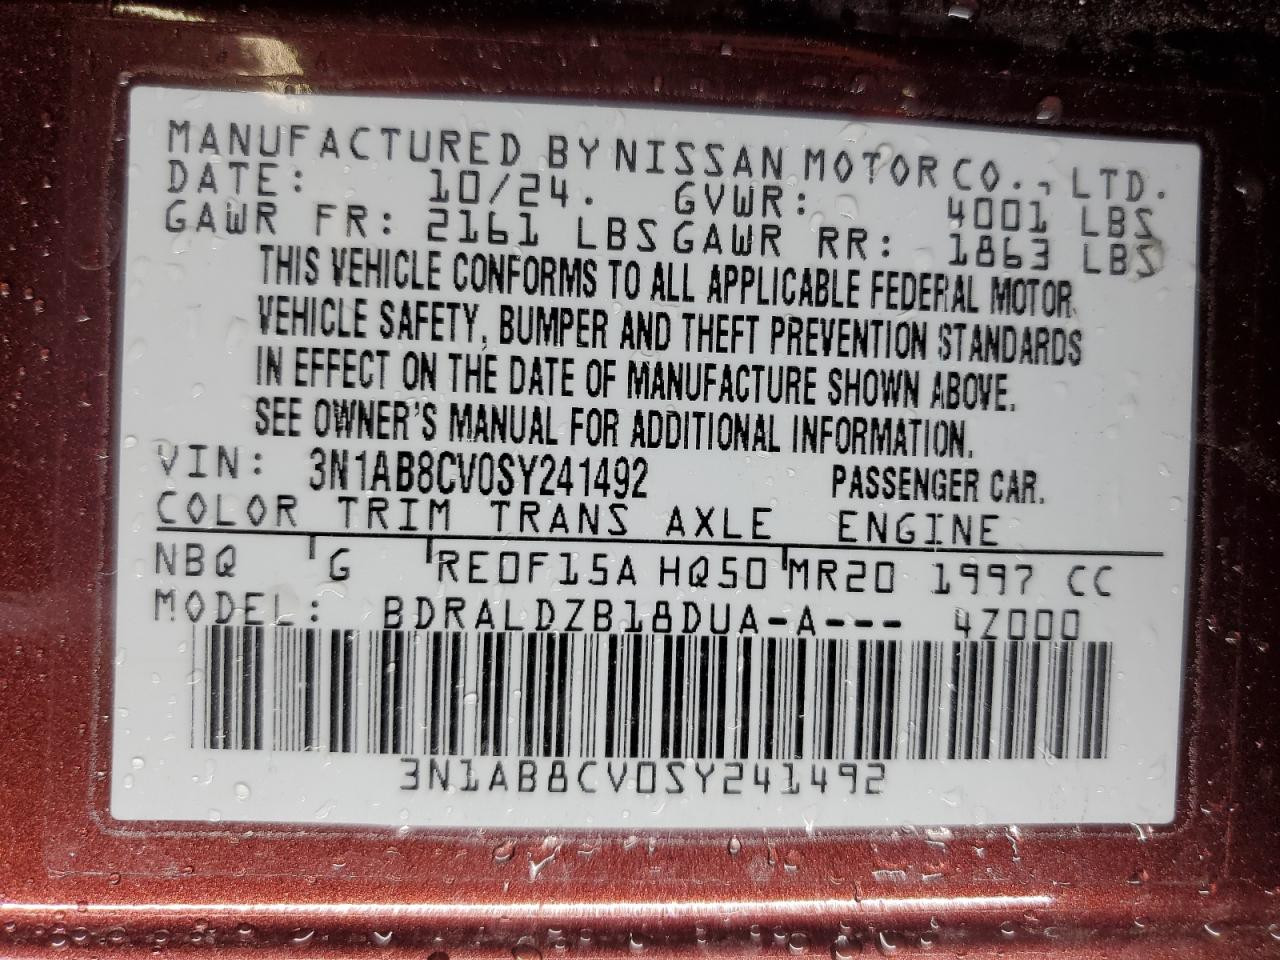 MANUFACTURED BY NISSAN MOTOR CO., LTD.
DATE: 10/24. GVWR: 4001 LBS
GAWR FR: 2161 LBS GAWR RR: 1863 LBS
THIS VEHICLE CONFORMS TO ALL APPLICABLE FEDERAL MOTOR
VEHICLE SAFETY, BUMPER AND THEFT PREVENTION STANDARDS
IN EFFECT ON THE DATE OF MANUFACTURE SHOWN ABOVE.
SEE OWNER'S MANUAL FOR ADDITIONAL INFORMATION.
VIN: 3N1AB8CV0SY241492 PASSENGER CAR.
COLOR TRIM TRANS AXLE ENGINE
NBQ G RE0F15A HQ50 MR20 1997 CC
MODEL: BDRALDZB18DUA-A--- 4Z000
3N1AB8CV0SY241492